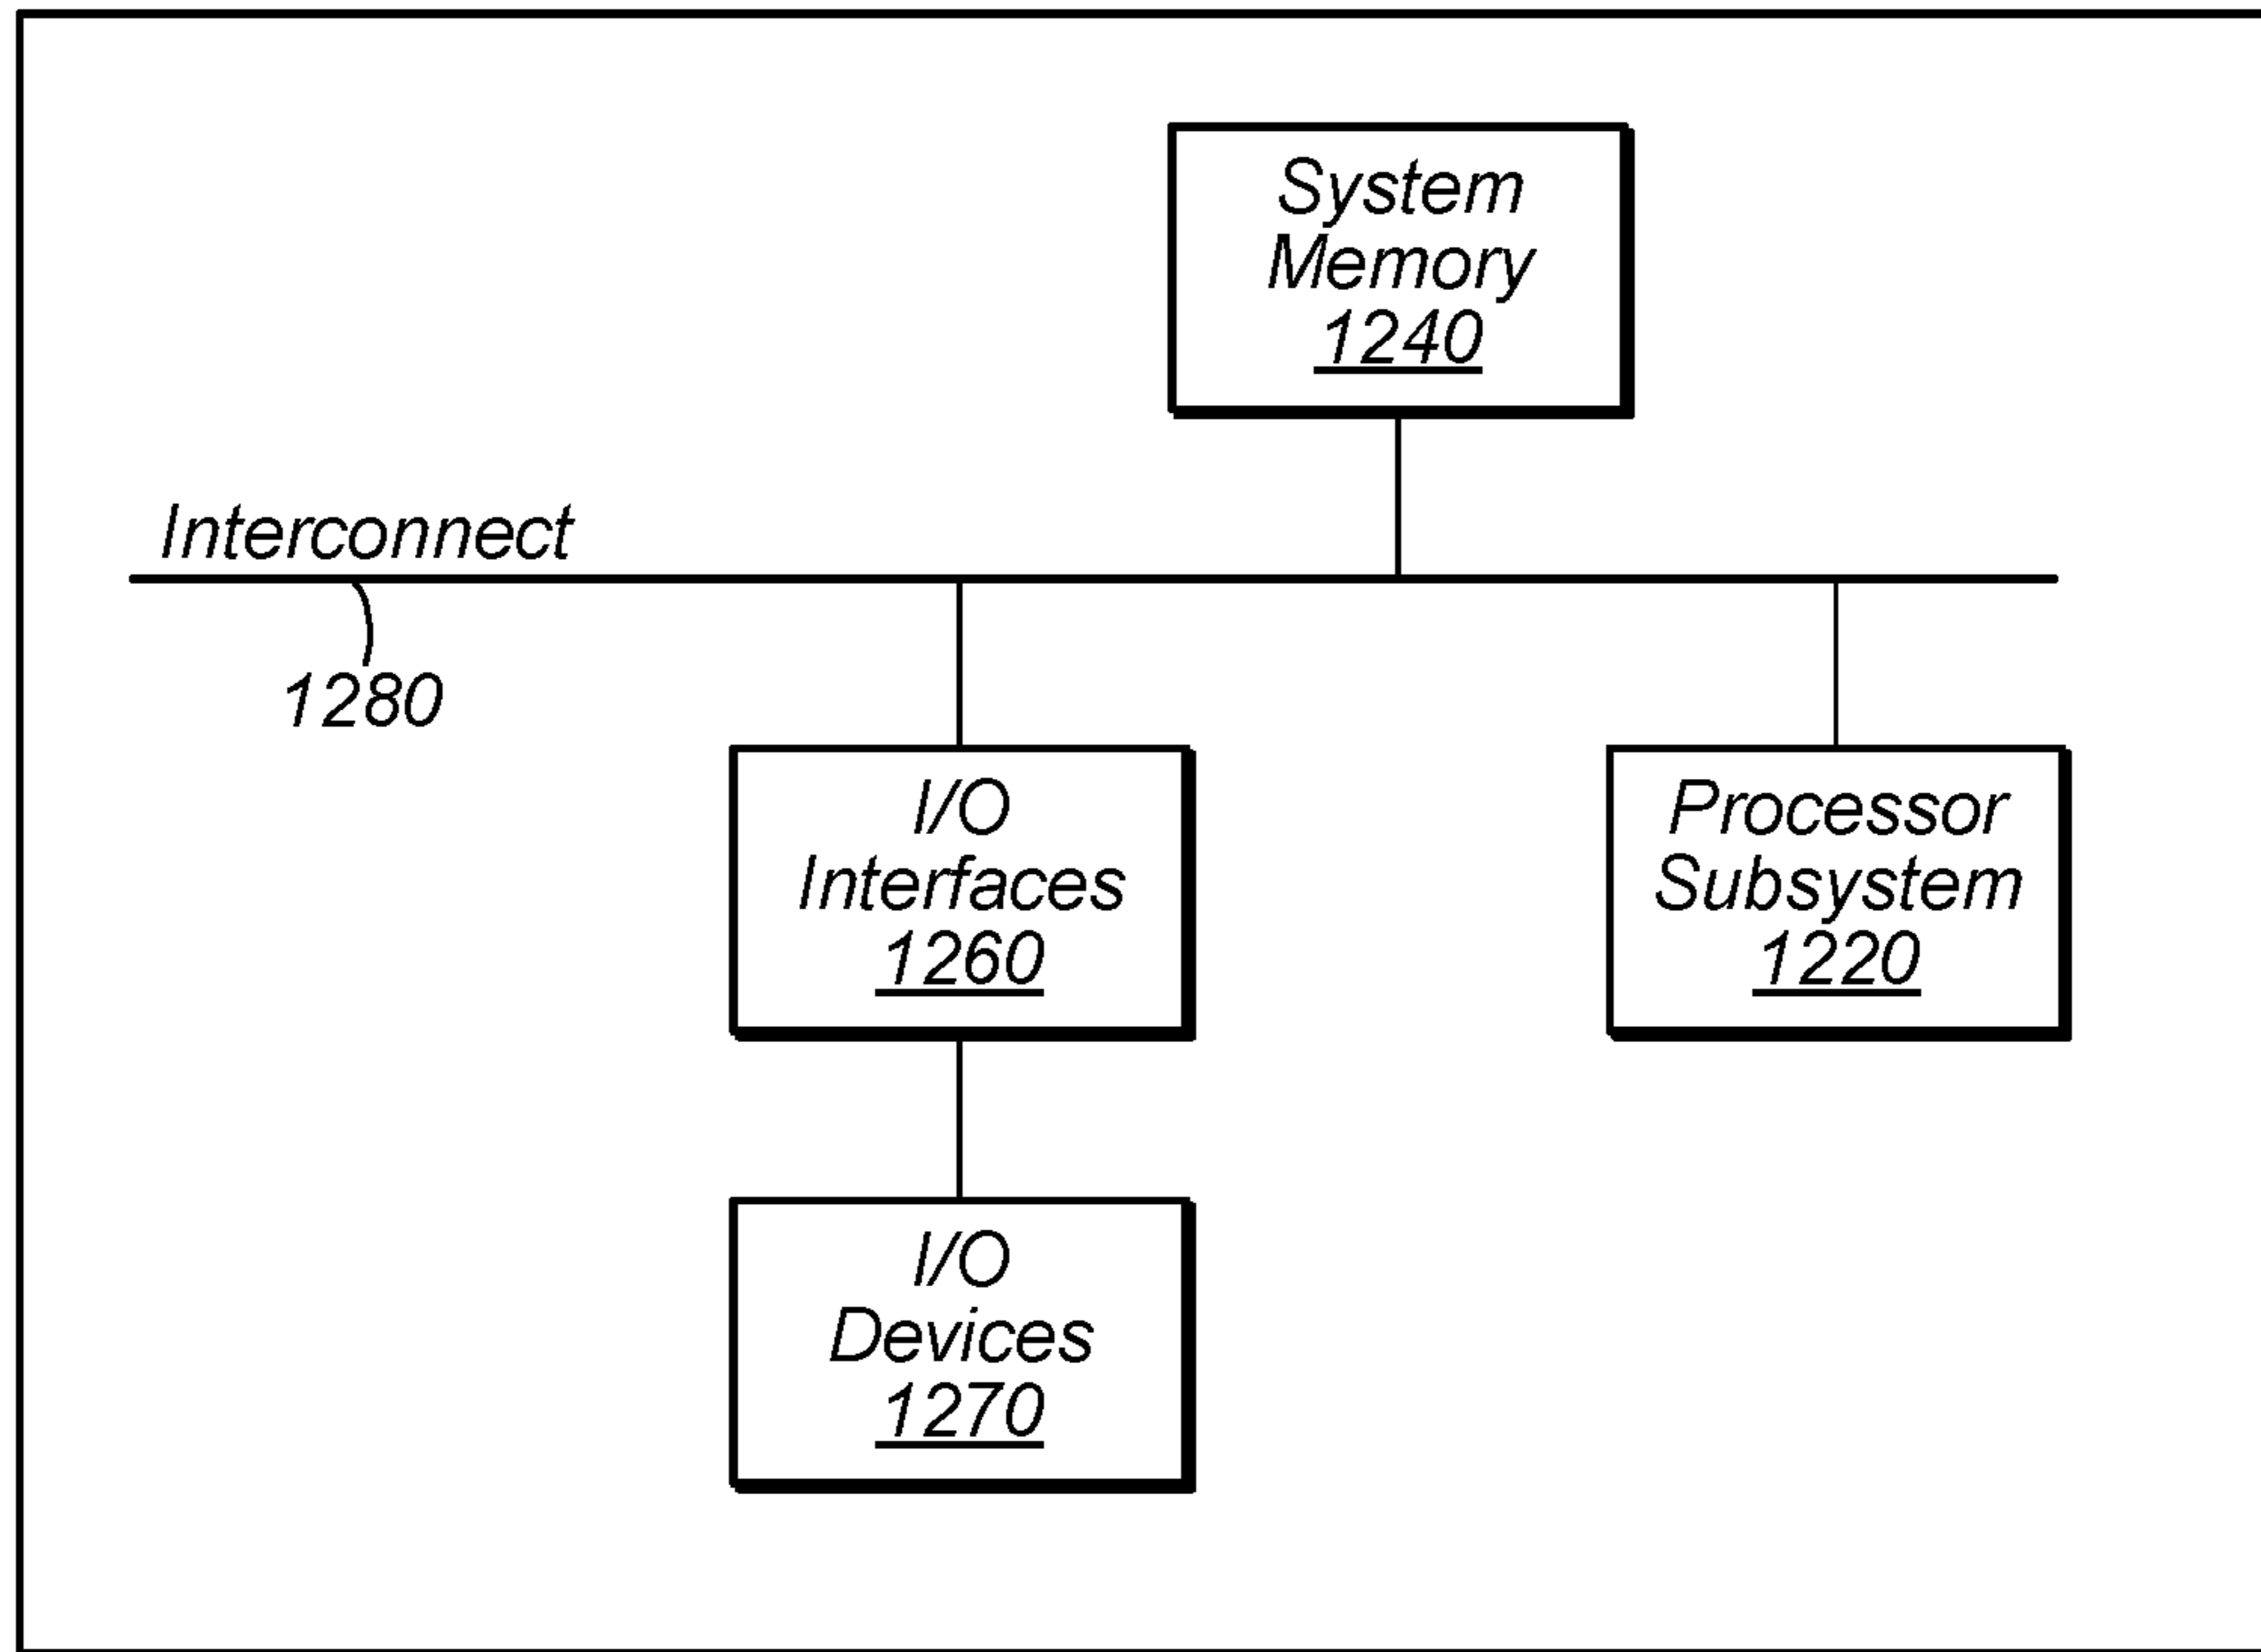 System
Memory
1240
Interconnect
1280
I/O
Interfaces
1260
Processor
Subsystem
1220
I/O
Devices
1270